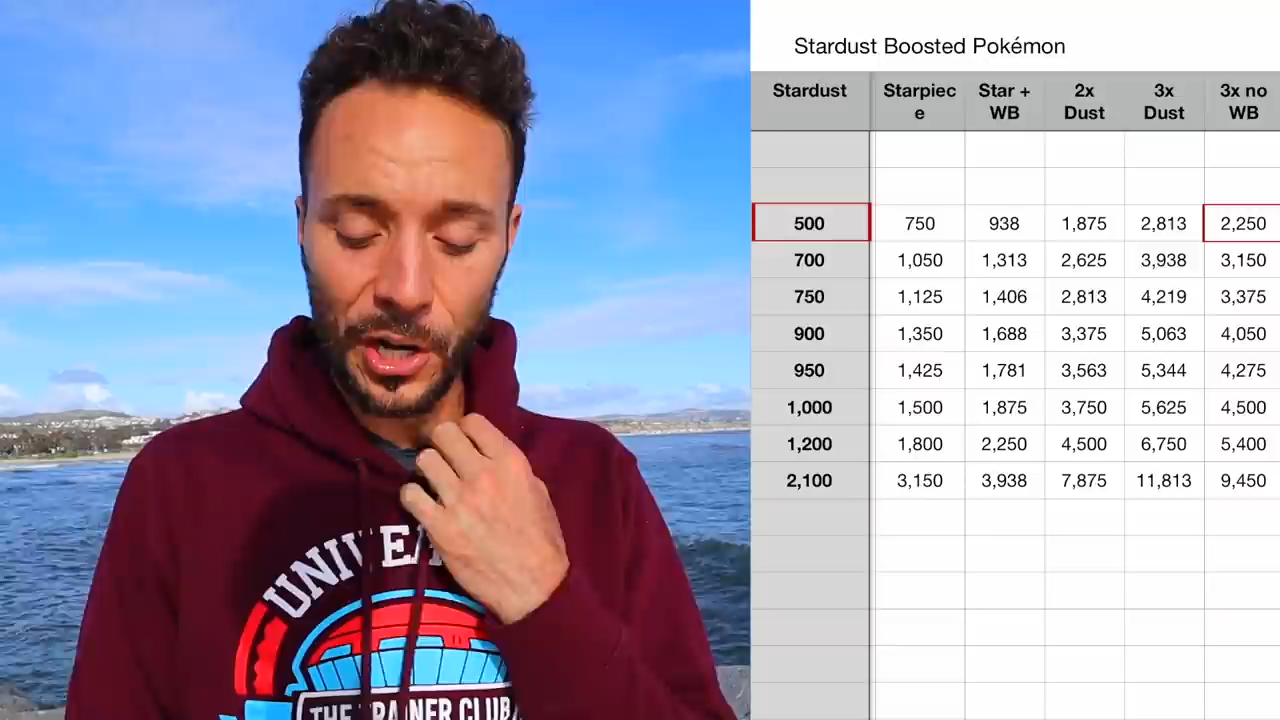 Stardust Boosted Pokémon
Stardust Starpiec e Star + WB 2x Dust 3x Dust 3x no WB
500 750 938 1,875 2,813 2,250
700 1,050 1,313 2,625 3,938 3,150
750 1,125 1,406 2,813 4,219 3,375
900 1,350 1,688 3,375 5,063 4,050
950 1,425 1,781 3,563 5,344 4,275
1,000 1,500 1,875 3,750 5,625 4,500
1,200 1,800 2,250 4,500 6,750 5,400
2,100 3,150 3,938 7,875 11,813 9,450
THE TRAINER CLUB